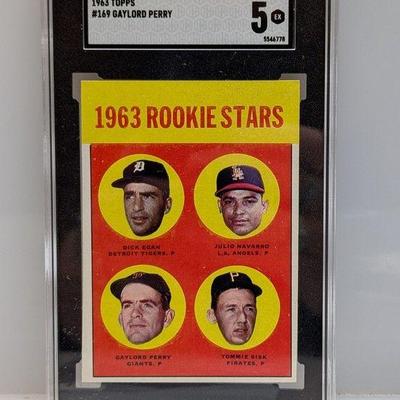 1963 TOPPS
#169 GAYLORD PERRY
5
EX
5546778
1963 ROOKIE STARS
DICK EGAN
DETROIT TIGERS, P
JULIO NAVARRO
L.A. ANGELS, P
GAYLORD PERRY
GIANTS, P
TOMMIE SISK
PIRATES, P